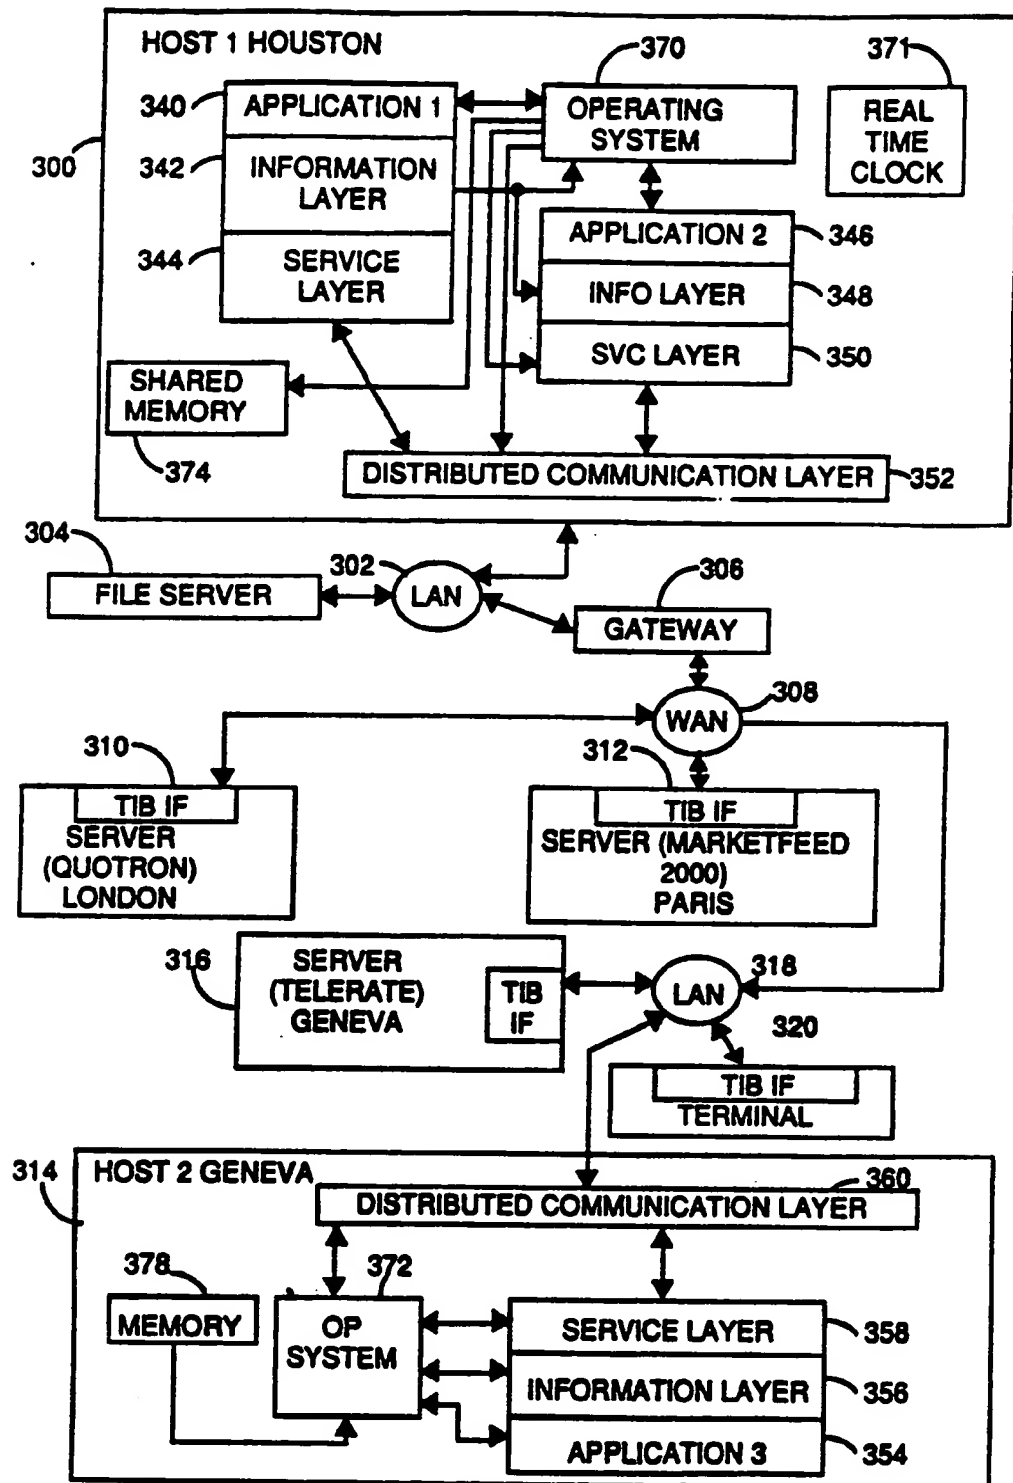 HOST 1 HOUSTON
370
371
340
APPLICATION 1
OPERATING
SYSTEM
REAL
TIME
CLOCK
300
342
INFORMATION
LAYER
344
SERVICE
LAYER
APPLICATION 2
346
INFO LAYER
348
SVC LAYER
350
SHARED
MEMORY
374
DISTRIBUTED COMMUNICATION LAYER
352
304
302
306
FILE SERVER
LAN
GATEWAY
308
WAN
310
312
TIB IF
SERVER
(QUOTRON)
LONDON
TIB IF
SERVER (MARKETFEED
2000)
PARIS
316
SERVER
(TELERATE)
GENEVA
TIB
IF
318
LAN
320
TIB IF
TERMINAL
314
HOST 2 GENEVA
360
DISTRIBUTED COMMUNICATION LAYER
378
372
MEMORY
OP
SYSTEM
SERVICE LAYER
358
INFORMATION LAYER
356
APPLICATION 3
354